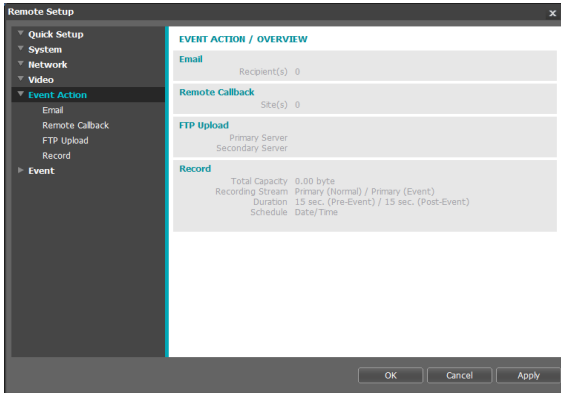 Remote Setup
x
Quick Setup
System
Network
Video
Event Action
Email
Remote Callback
FTP Upload
Record
Event
EVENT ACTION / OVERVIEW
Email
Recipient(s) 0
Remote Callback
Site(s) 0
FTP Upload
Primary Server
Secondary Server
Record
Total Capacity 0.00 byte
Recording Stream Primary (Normal) / Primary (Event)
Duration 15 sec. (Pre-Event) / 15 sec. (Post-Event)
Schedule Date/Time
OK Cancel Apply